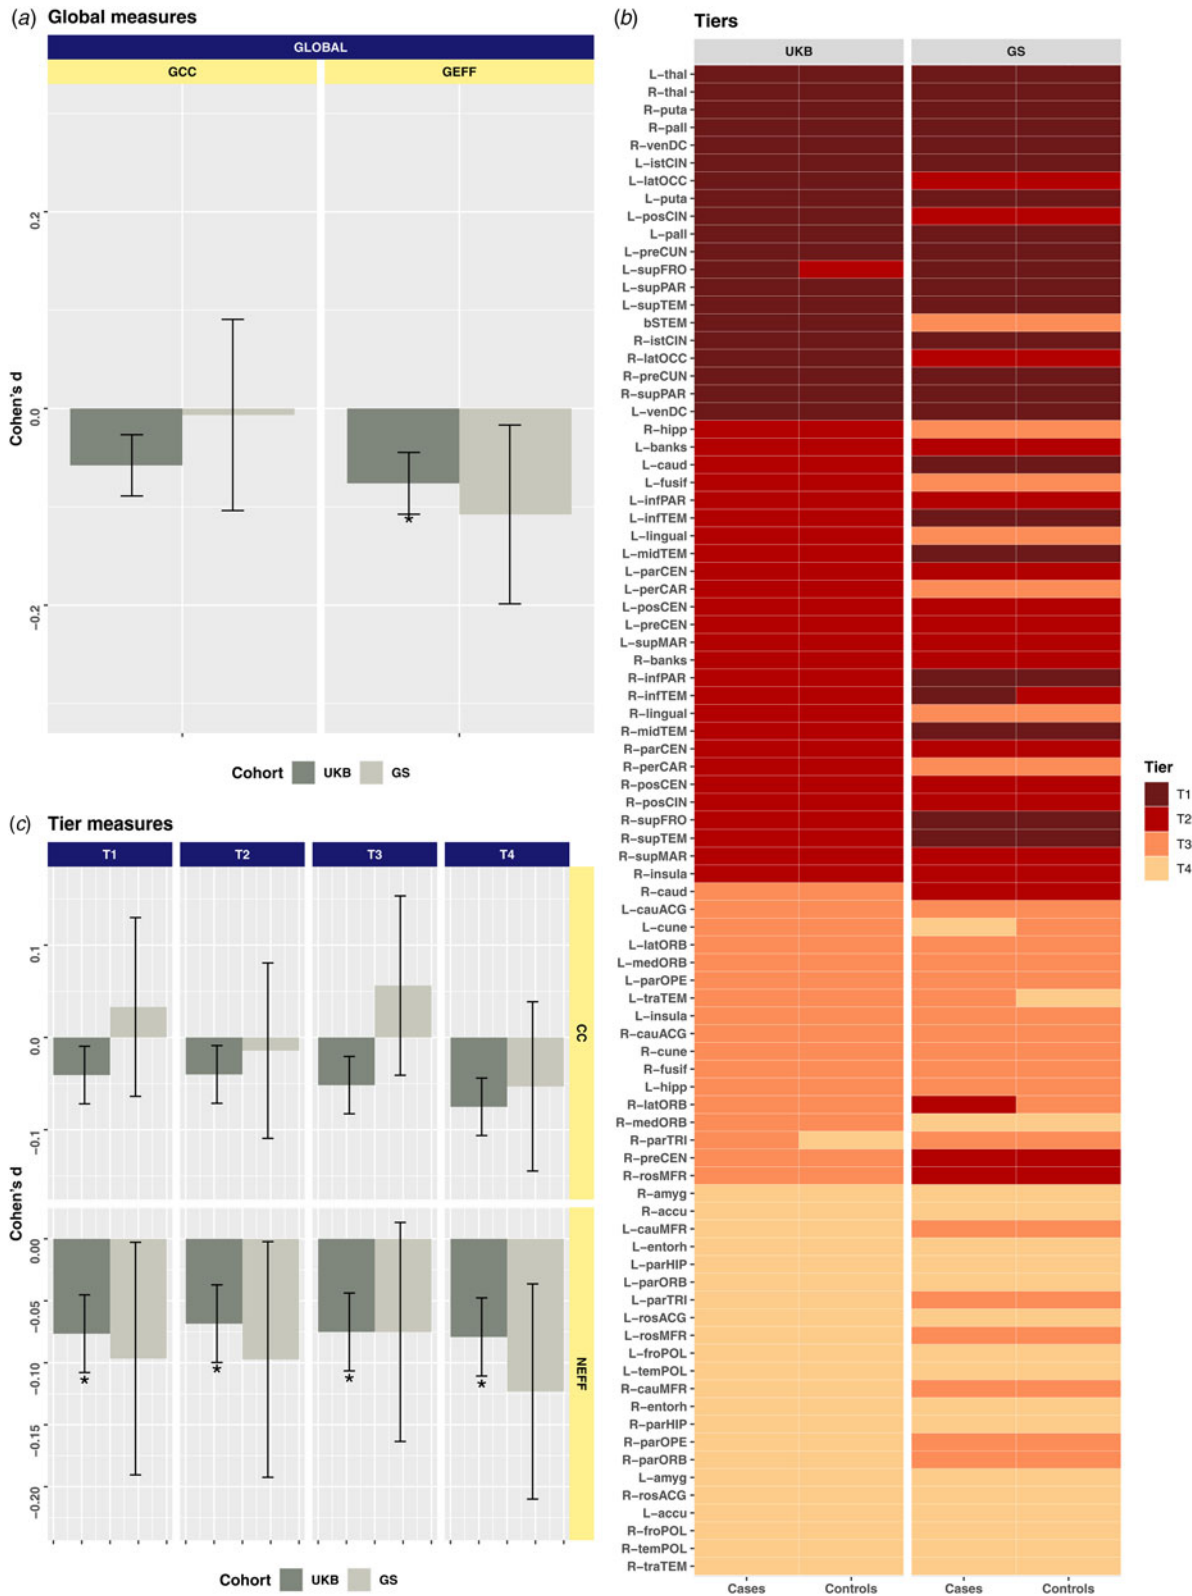 (a) Global measures
GLOBAL
GCC GEFF
Cohen's d
0.2
0.0
−0.2
*
Cohort UKB GS
(b) Tiers
UKB GS
L−thal
R−thal
R−puta
R−pall
R−venDC
L−istCIN
L−latOCC
L−puta
L−posCIN
L−pall
L−preCUN
L−supFRO
L−supPAR
L−supTEM
bSTEM
R−istCIN
R−latOCC
R−preCUN
R−supPAR
L−venDC
R−hipp
L−banks
L−caud
L−fusif
L−infPAR
L−infTEM
L−lingual
L−midTEM
L−parCEN
L−perCAR
L−posCEN
L−preCEN
L−supMAR
R−banks
R−infPAR
R−infTEM
R−lingual
R−midTEM
R−parCEN
R−perCAR
R−posCEN
R−posCIN
R−supFRO
R−supTEM
R−supMAR
R−insula
R−caud
L−cauACG
L−cune
L−latORB
L−medORB
L−parOPE
L−traTEM
L−insula
R−cauACG
R−cune
R−fusif
L−hipp
R−latORB
R−medORB
R−parTRI
R−preCEN
R−rosMFR
R−amyg
R−accu
L−cauMFR
L−entorh
L−parHIP
L−parORB
L−parTRI
L−rosACG
L−rosMFR
L−froPOL
L−temPOL
R−cauMFR
R−entorh
R−parHIP
R−parOPE
R−parORB
L−amyg
R−rosACG
L−accu
R−froPOL
R−temPOL
R−traTEM
Cases Controls Cases Controls
Tier
T1
T2
T3
T4
(c) Tier measures
T1 T2 T3 T4
Cohen's d
0.1
0.0
−0.1
CC
0.00
−0.05
−0.10
−0.15
−0.20
* * * *
NEFF
Cohort UKB GS